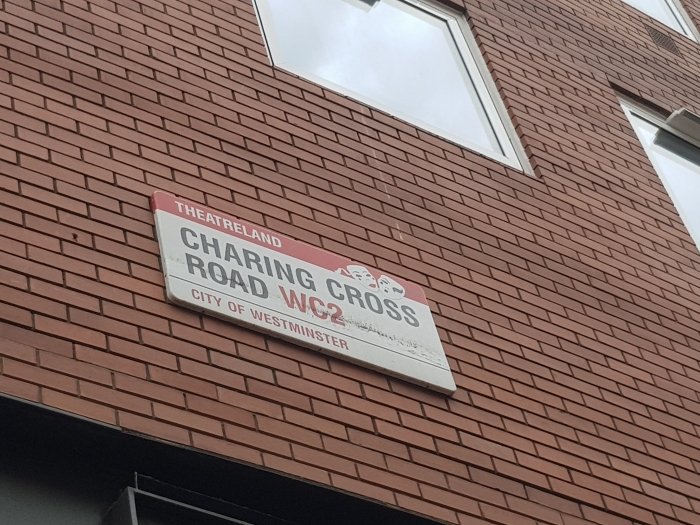 THEATRELAND
CHARING CROSS
ROAD WC2
CITY OF WESTMINSTER